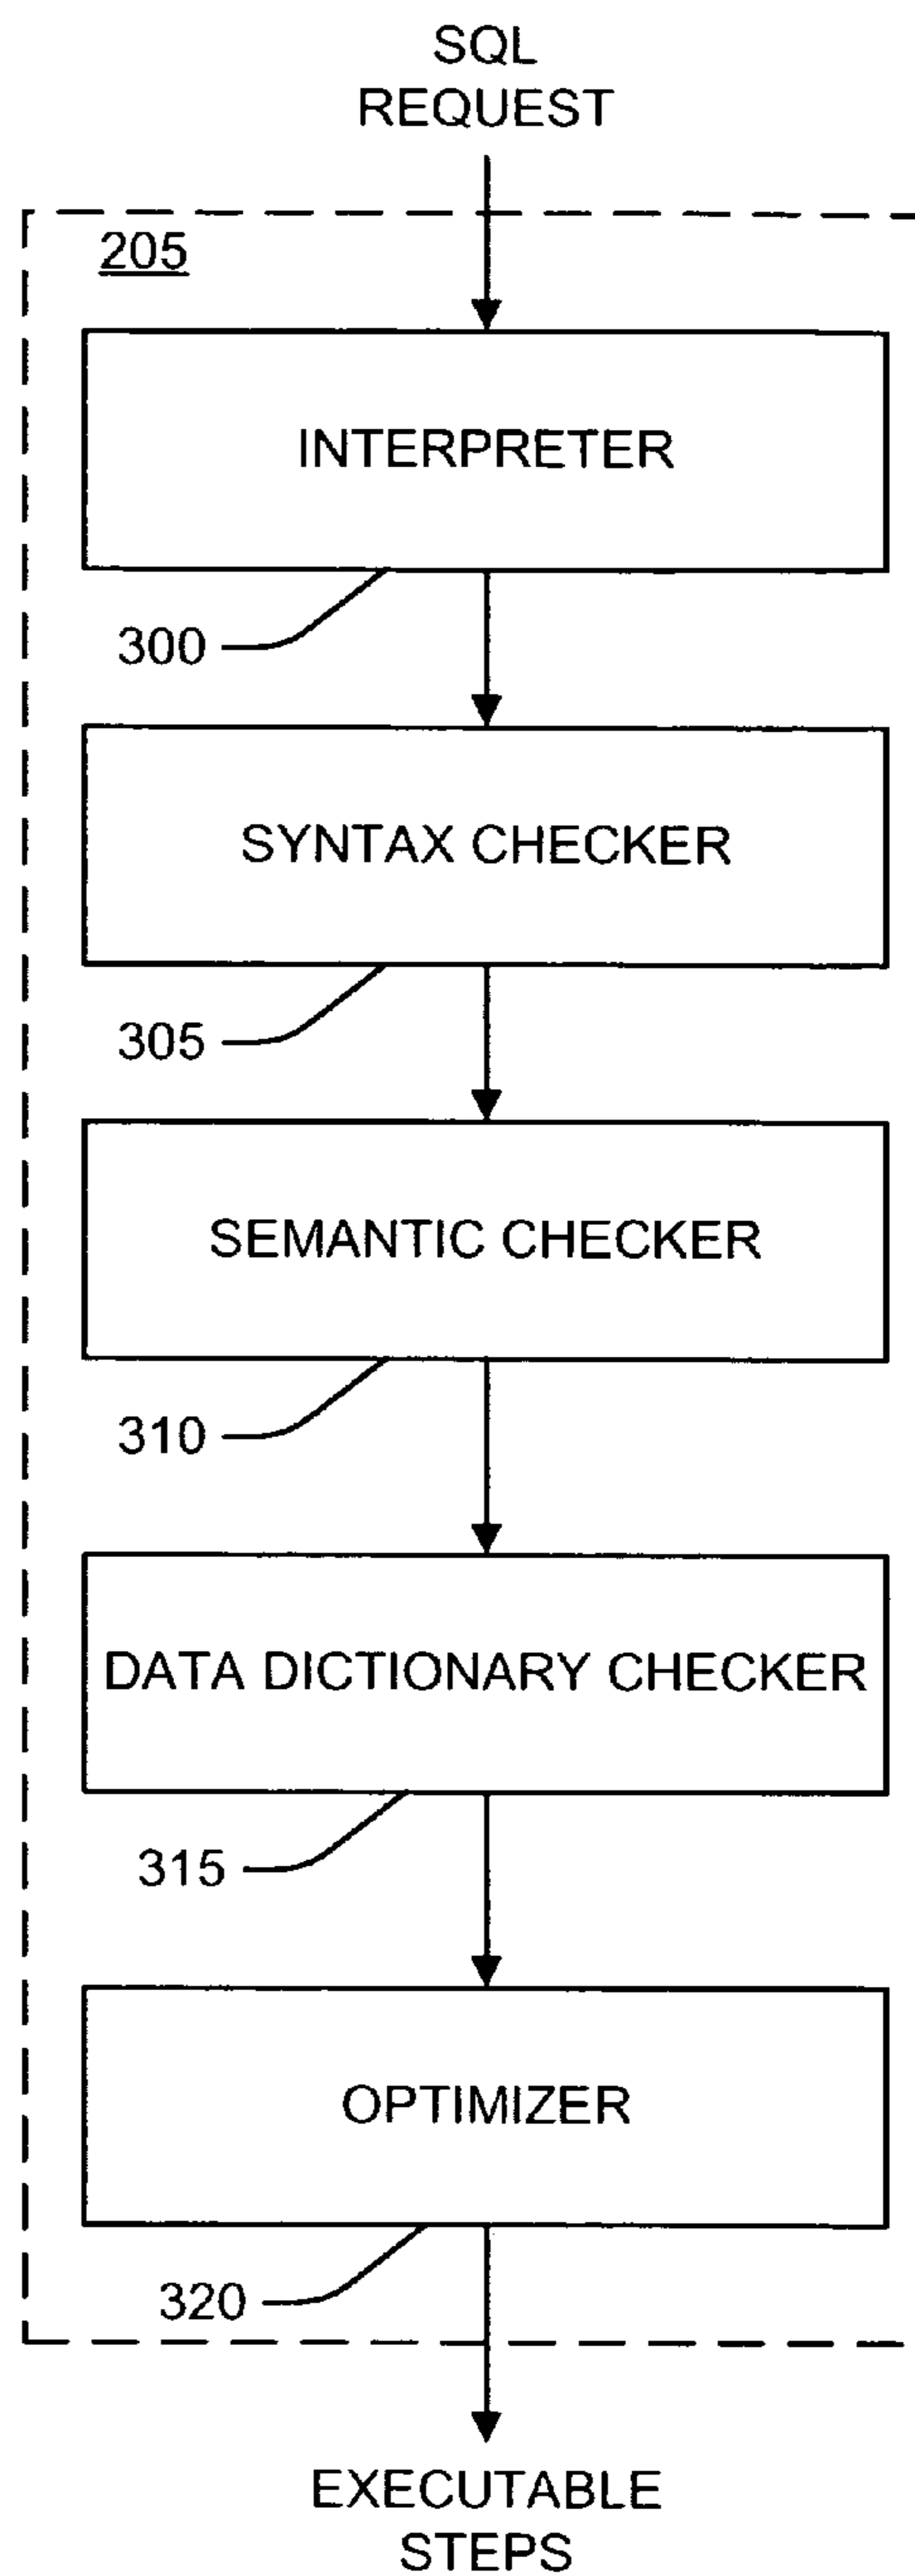 SQL
REQUEST
205
INTERPRETER
300
SYNTAX CHECKER
305
SEMANTIC CHECKER
310
DATA DICTIONARY CHECKER
315
OPTIMIZER
320
EXECUTABLE
STEPS